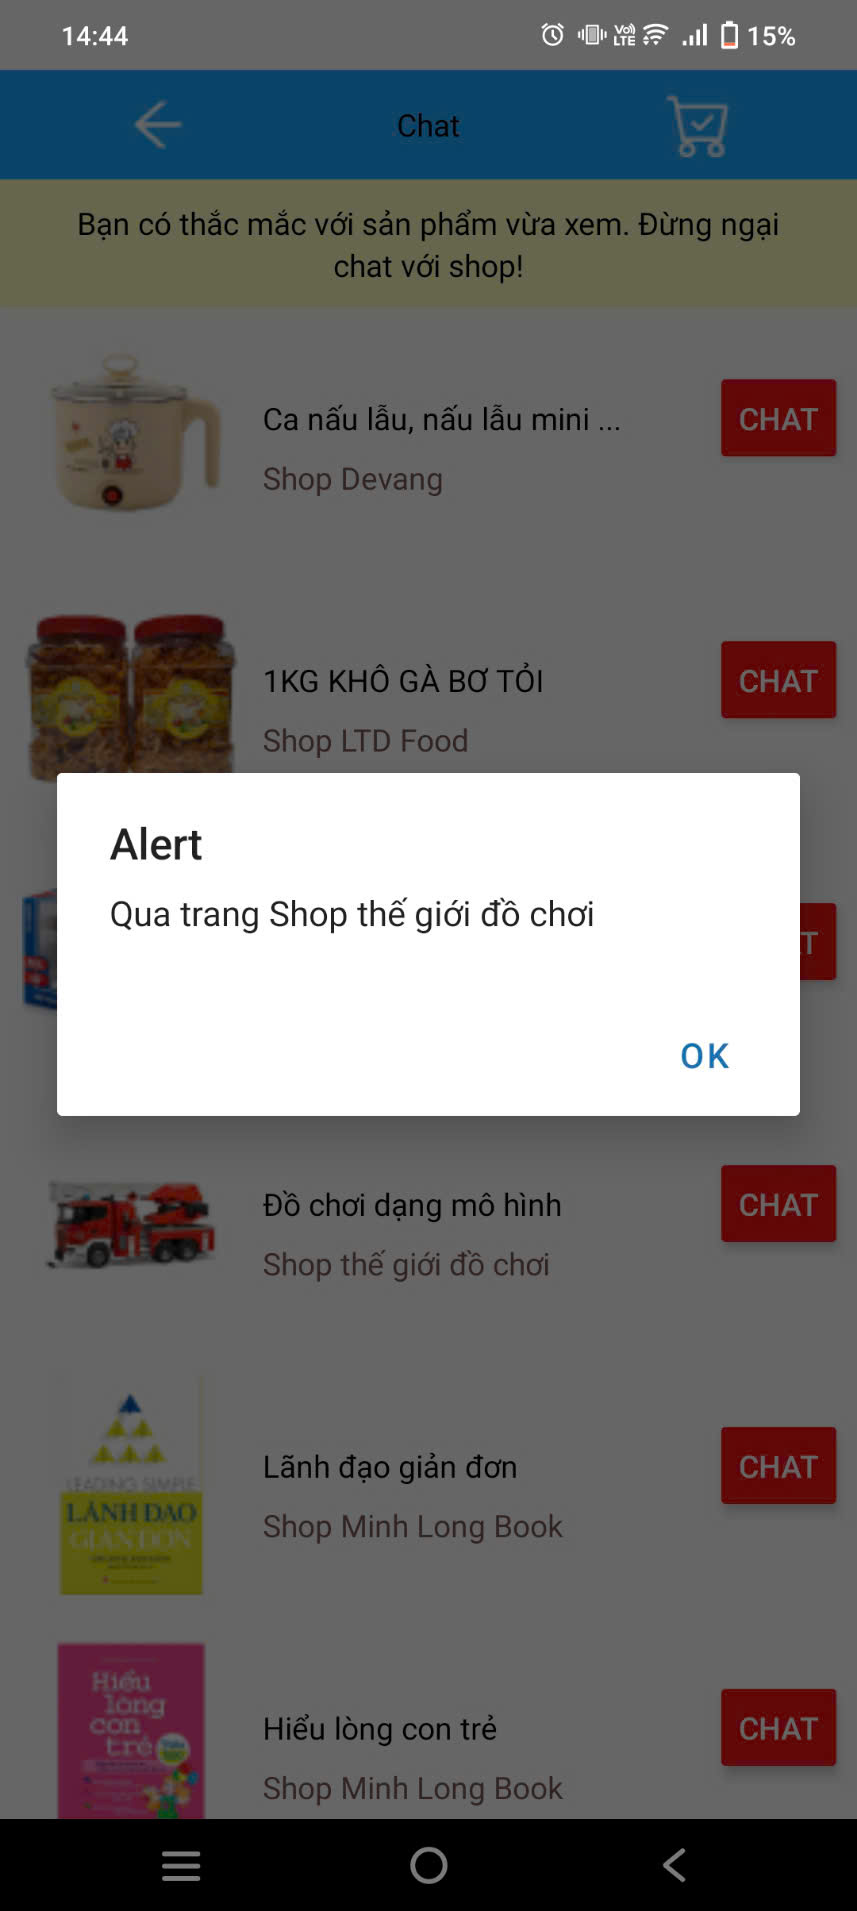 14:44
Vo) LTE 15%
Chat
Bạn có thắc mắc với sản phẩm vừa xem. Đừng ngại
chat với shop!
Ca nấu lẩu, nấu lẩu mini ...
CHAT
Shop Devang
1KG KHÔ GÀ BƠ TỎI
CHAT
Shop LTD Food
Alert
Qua trang Shop thế giới đồ chơi
OK
Đồ chơi dạng mô hình
CHAT
Shop thế giới đồ chơi
LEADING SIMPLE
LÃNH ĐẠO
GIẢN ĐƠN
Lãnh đạo giản đơn
CHAT
Shop Minh Long Book
Hiểu
lòng
con
trẻ
Hiểu lòng con trẻ
CHAT
Shop Minh Long Book